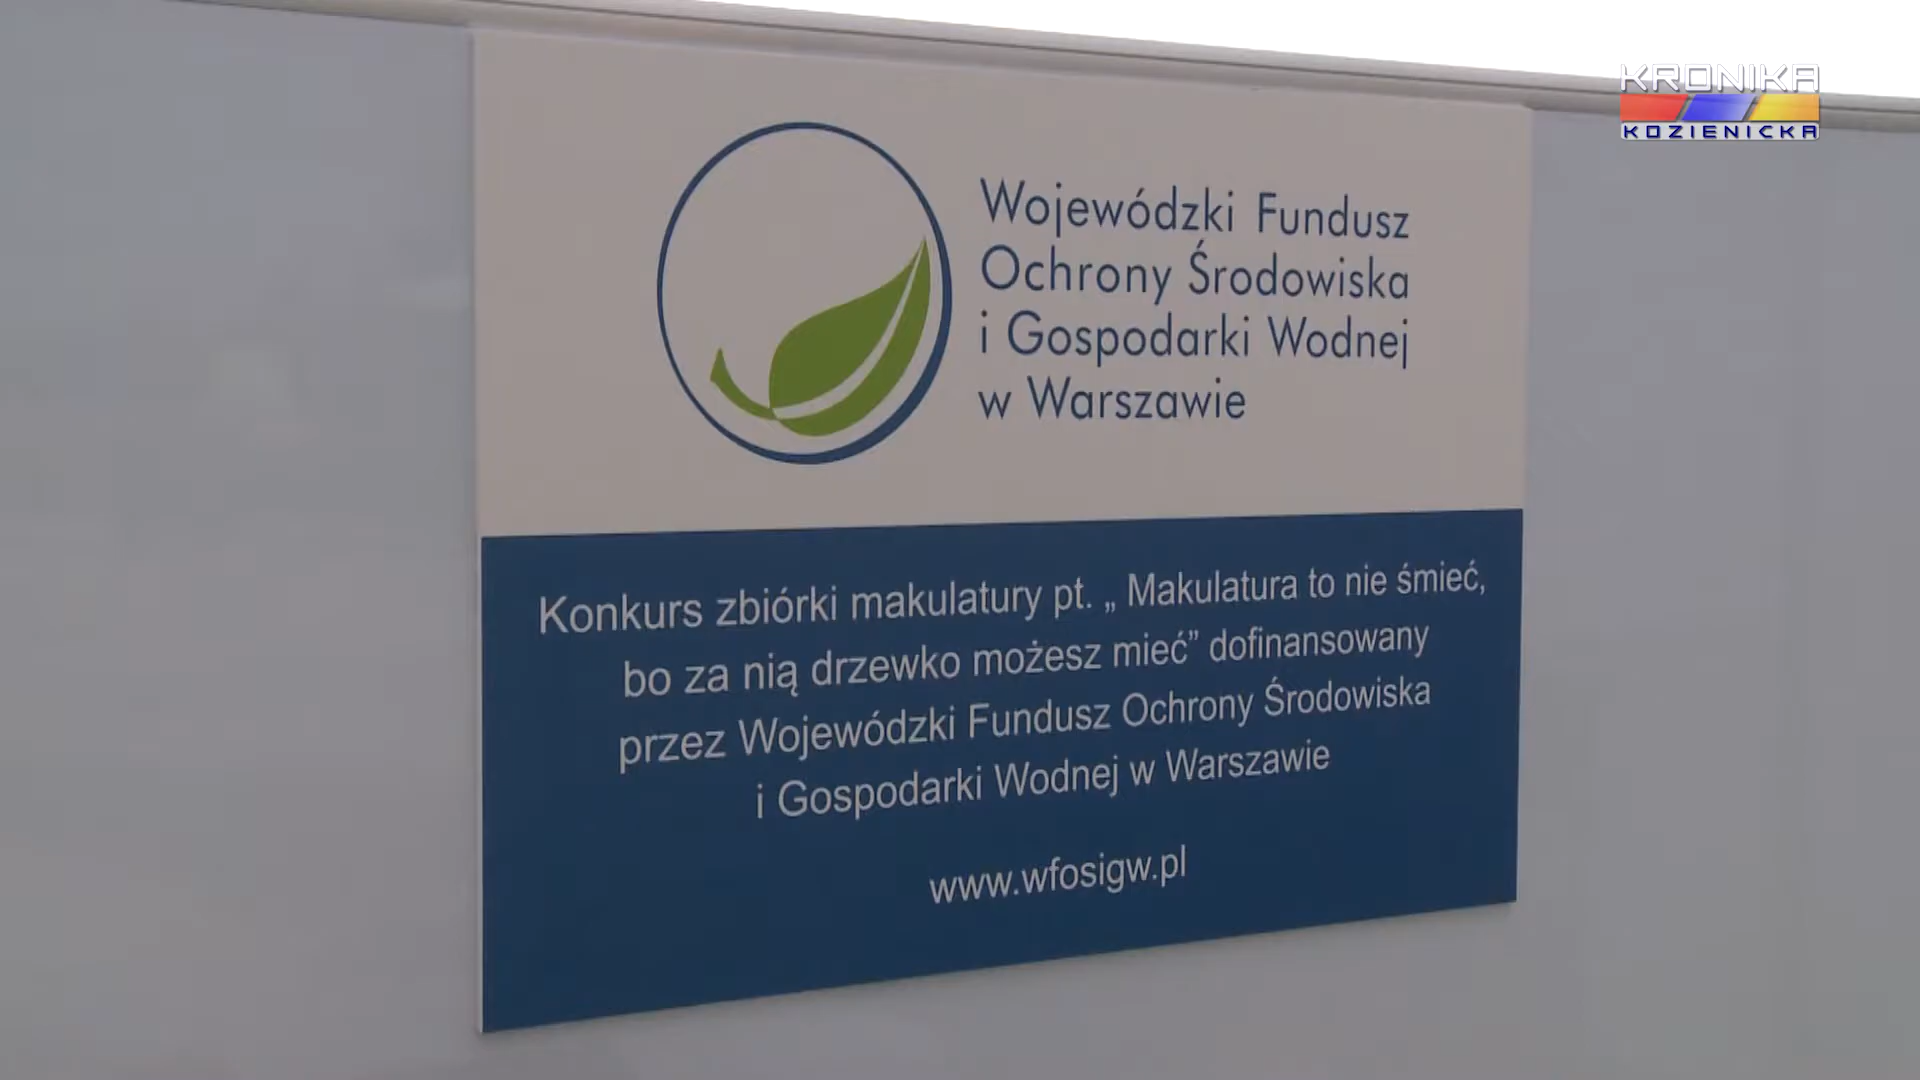 KRONIKA
KOZIENICKA
Wojewódzki Fundusz
Ochrony Środowiska
i Gospodarki Wodnej
w Warszawie
Konkurs zbiórki makulatury pt. „ Makulatura to nie śmieć,
bo za nią drzewko możesz mieć” dofinansowany
przez Wojewódzki Fundusz Ochrony Środowiska
i Gospodarki Wodnej w Warszawie
www.wfosigw.pl